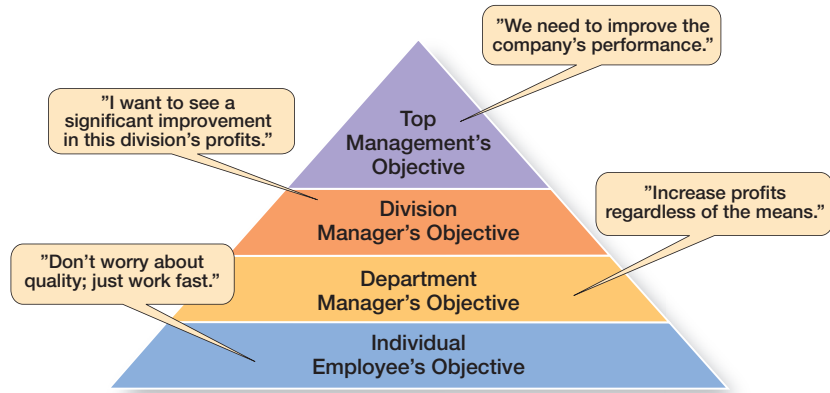 ”We need to improve the
company’s performance.”
”I want to see a
significant improvement
in this division’s profits.”
Top
Management’s
Objective
”Increase profits
regardless of the means.”
Division
Manager’s Objective
”Don’t worry about
quality; just work fast.”
Department
Manager’s Objective
Individual
Employee’s Objective